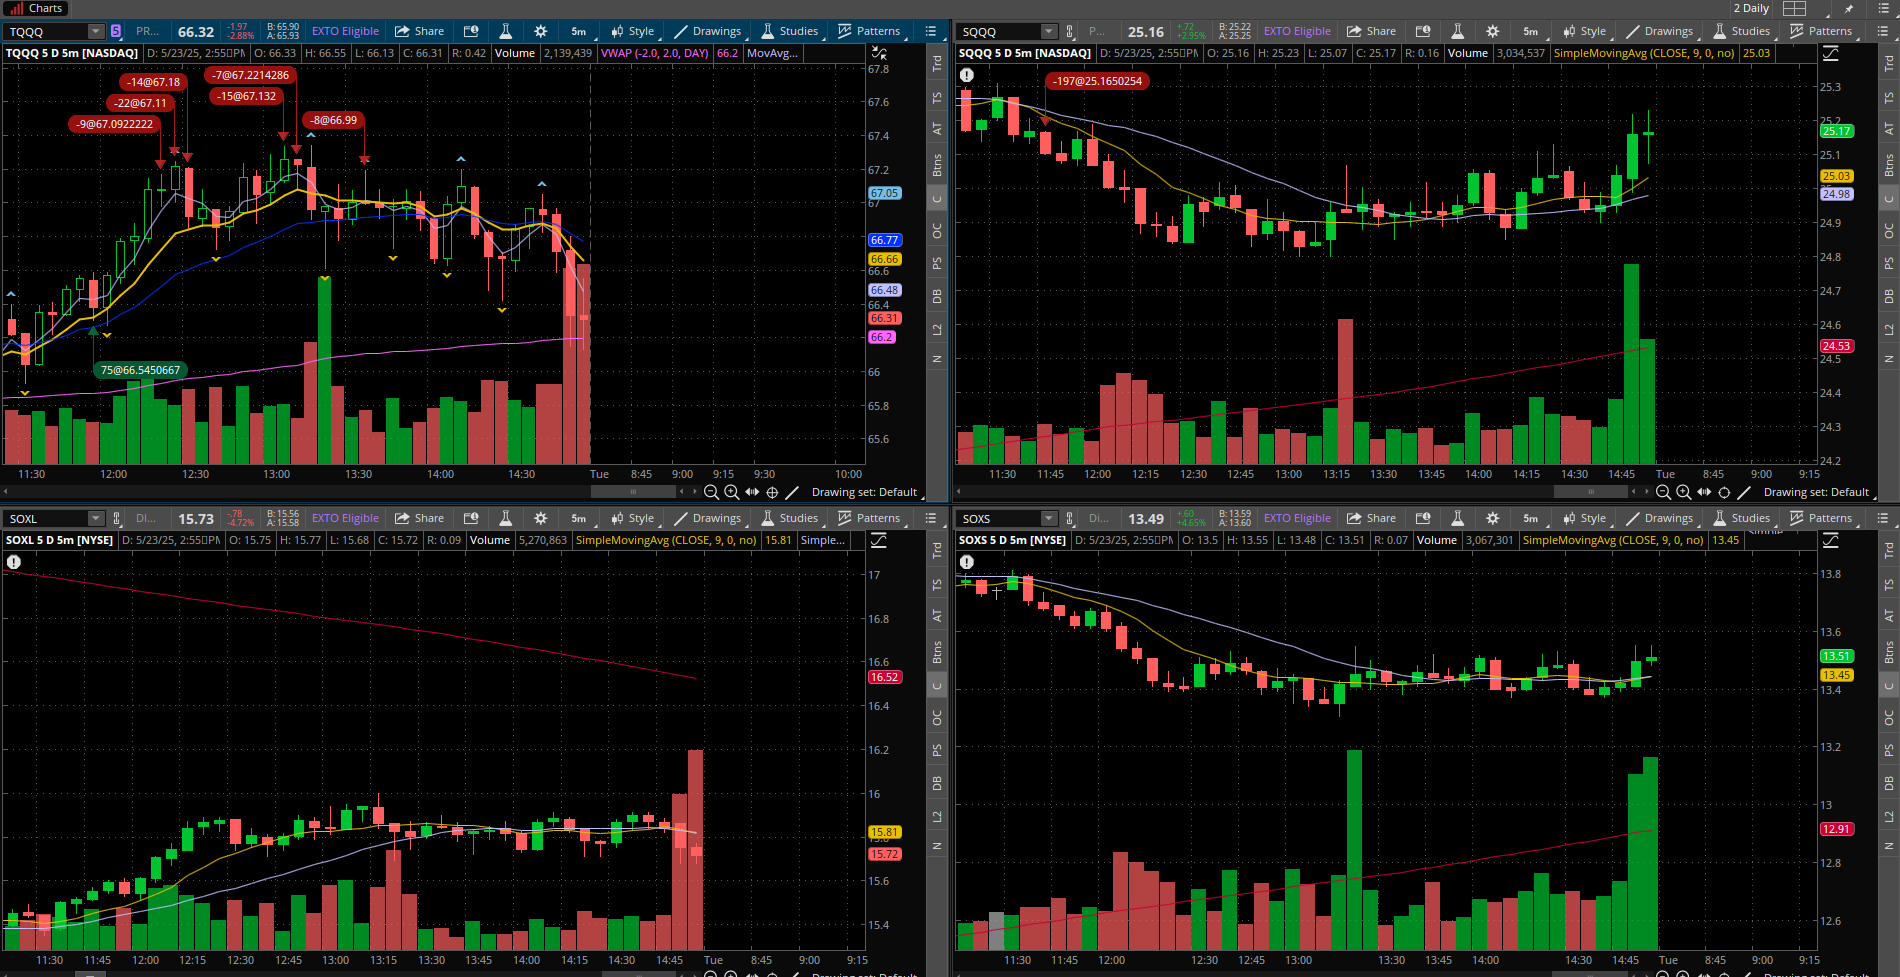 Charts
2 Daily
TQQQ 5 PR... 66.32 -1.97 -2.88% B: 65.90 A: 65.93 EXTO Eligible Share 5m Style Drawings Studies Patterns
TQQQ 5 D 5m [NASDAQ] D: 5/23/25, 2:55 PM O: 66.33 H: 66.55 L: 66.13 C: 66.31 R: 0.42 Volume 2,139,439 VWAP (-2.0, 2.0, DAY) 66.2 MovAvg...
-7@67.2214286
-14@67.18
-15@67.132
-22@67.11
-8@66.99
-9@67.0922222
75@66.5450667
67.8
67.6
67.4
67.2
67.05
67
66.77
66.66
66.6
66.48
66.4
66.31
66.2
66
65.8
65.6
11:30 12:00 12:30 13:00 13:30 14:00 14:30 Tue 8:45 9:00 9:15 9:30 10:00
Drawing set: Default
Trd
TS
AT
Btns
C
OC
PS
DB
L2
N
SQQQ P... 25.16 +.72 +2.95% B: 25.22 A: 25.25 EXTO Eligible Share 5m Style Drawings Studies Patterns
SQQQ 5 D 5m [NASDAQ] D: 5/23/25, 2:55 PM O: 25.16 H: 25.23 L: 25.07 C: 25.17 R: 0.16 Volume 3,034,537 SimpleMovingAvg (CLOSE, 9, 0, no) 25.03
-197@25.1650254
25.3
25.2
25.17
25.1
25.03
24.98
24.9
24.8
24.7
24.6
24.53
24.5
24.4
24.3
24.2
11:30 11:45 12:00 12:15 12:30 12:45 13:00 13:15 13:30 13:45 14:00 14:15 14:30 14:45 Tue 8:45 9:00 9:15
Drawing set: Default
Trd
TS
AT
Btns
C
OC
PS
DB
L2
N
SOXL DI... 15.73 -.78 -4.72% B: 15.56 A: 15.58 EXTO Eligible Share 5m Style Drawings Studies Patterns
SOXL 5 D 5m [NYSE] D: 5/23/25, 2:55 PM O: 15.75 H: 15.77 L: 15.68 C: 15.72 R: 0.09 Volume 5,270,863 SimpleMovingAvg (CLOSE, 9, 0, no) 15.81 Simple...
17
16.8
16.6
16.52
16.4
16.2
16
15.81
15.8
15.72
15.6
15.4
11:30 11:45 12:00 12:15 12:30 12:45 13:00 13:15 13:30 13:45 14:00 14:15 14:30 14:45 Tue 8:45 9:00 9:15
Drawing set: Default
Trd
TS
AT
Btns
C
OC
PS
DB
L2
N
SOXS Di... 13.49 +.60 +4.65% B: 13.59 A: 13.60 EXTO Eligible Share 5m Style Drawings Studies Patterns
SOXS 5 D 5m [NYSE] D: 5/23/25, 2:55 PM O: 13.5 H: 13.55 L: 13.48 C: 13.51 R: 0.07 Volume 3,067,301 SimpleMovingAvg (CLOSE, 9, 0, no) 13.45
13.8
13.6
13.51
13.45
13.4
13.2
13
12.91
12.8
12.6
11:30 11:45 12:00 12:30 12:45 13:00 13:30 13:45 14:00 14:30 14:45 Tue 8:45 9:00 9:15
Drawing set: Default
Trd
TS
AT
Btns
C
OC
PS
DB
L2
N